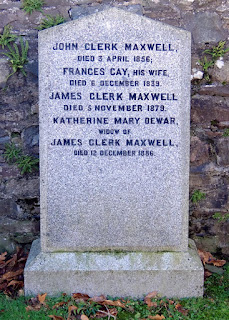 JOHN CLERK MAXWELL,
DIED 3 APRIL 1856;
FRANCES CAY, HIS WIFE,
DIED 6 DECEMBER 1839.
JAMES CLERK MAXWELL
DIED 5 NOVEMBER 1879.
KATHERINE MARY DEWAR,
WIDOW OF
JAMES CLERK MAXWELL,
DIED 12 DECEMBER 1886.